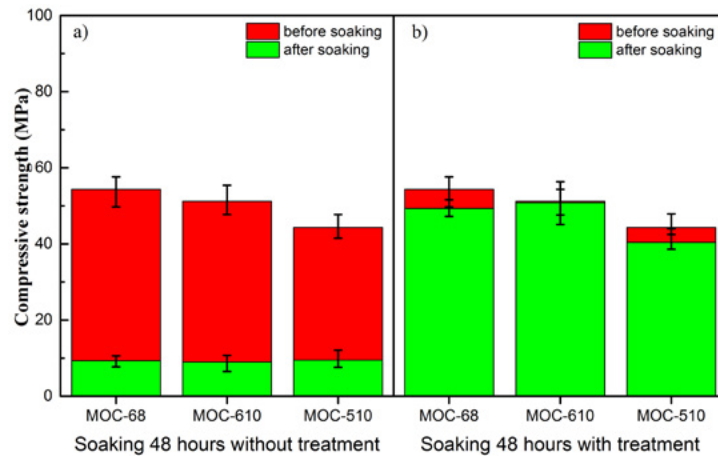 Compressive strength (MPa)
100
80
60
40
20
0
a)
before soaking
after soaking
b)
before soaking
after soaking
MOC-68 MOC-610 MOC-510 MOC-68 MOC-610 MOC-510
Soaking 48 hours without treatment Soaking 48 hours with treatment